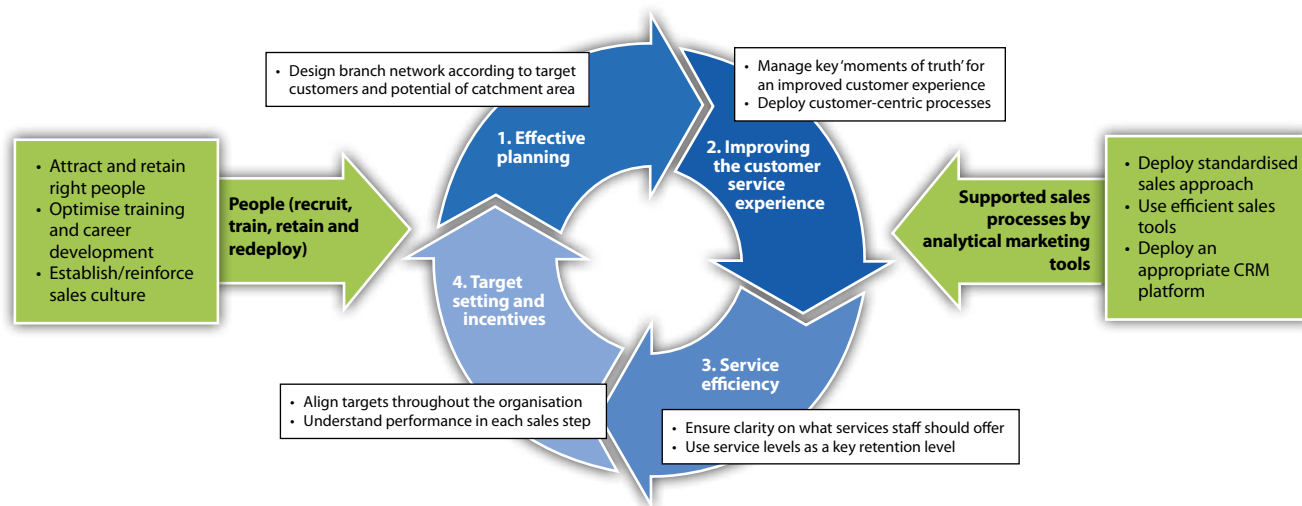 • Design branch network according to target
customers and potential of catchment area
• Manage key ‘moments of truth’ for
an improved customer experience
• Deploy customer-centric processes
1. Effective
planning
2. Improving
the customer
service
experience
• Attract and retain
right people
• Optimise training
and career
development
• Establish/reinforce
sales culture
People (recruit,
train, retain and
redeploy)
Supported sales
processes by
analytical marketing
tools
• Deploy standardised
sales approach
• Use efficient sales
tools
• Deploy an
appropriate CRM
platform
4. Target
setting and
incentives
3. Service
efficiency
• Align targets throughout the organisation
• Understand performance in each sales step
• Ensure clarity on what services staff should offer
• Use service levels as a key retention level